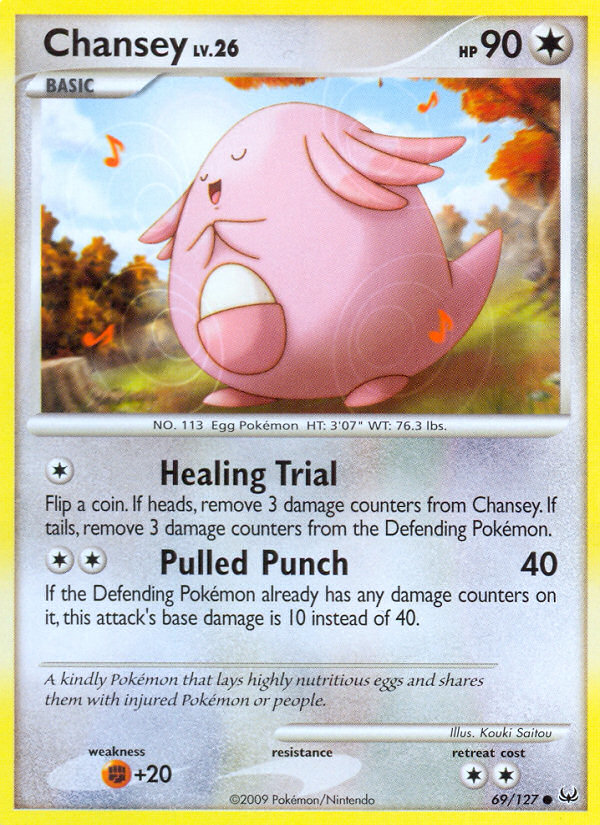 Chansey LV.26 HP 90
BASIC
NO. 113 Egg Pokémon HT: 3'07" WT: 76.3 lbs.
Healing Trial
Flip a coin. If heads, remove 3 damage counters from Chansey. If
tails, remove 3 damage counters from the Defending Pokémon.
Pulled Punch 40
If the Defending Pokémon already has any damage counters on
it, this attack's base damage is 10 instead of 40.
A kindly Pokémon that lays highly nutritious eggs and shares
them with injured Pokémon or people.
Illus. Kouki Saitou
weakness resistance retreat cost
+20
©2009 Pokémon/Nintendo 69/127